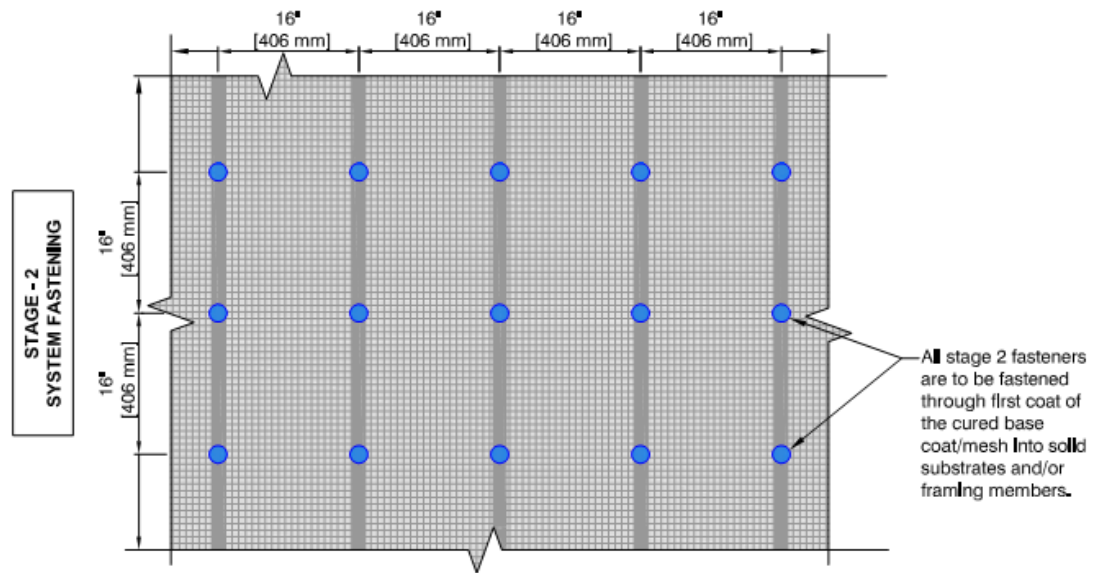 16" 16" 16" 16"
[406 mm] [406 mm] [406 mm] [406 mm]
STAGE - 2
SYSTEM FASTENING
16"
[406 mm]
16"
[406 mm]
All stage 2 fasteners
are to be fastened
through first coat of
the cured base
coat/mesh into solid
substrates and/or
framing members.